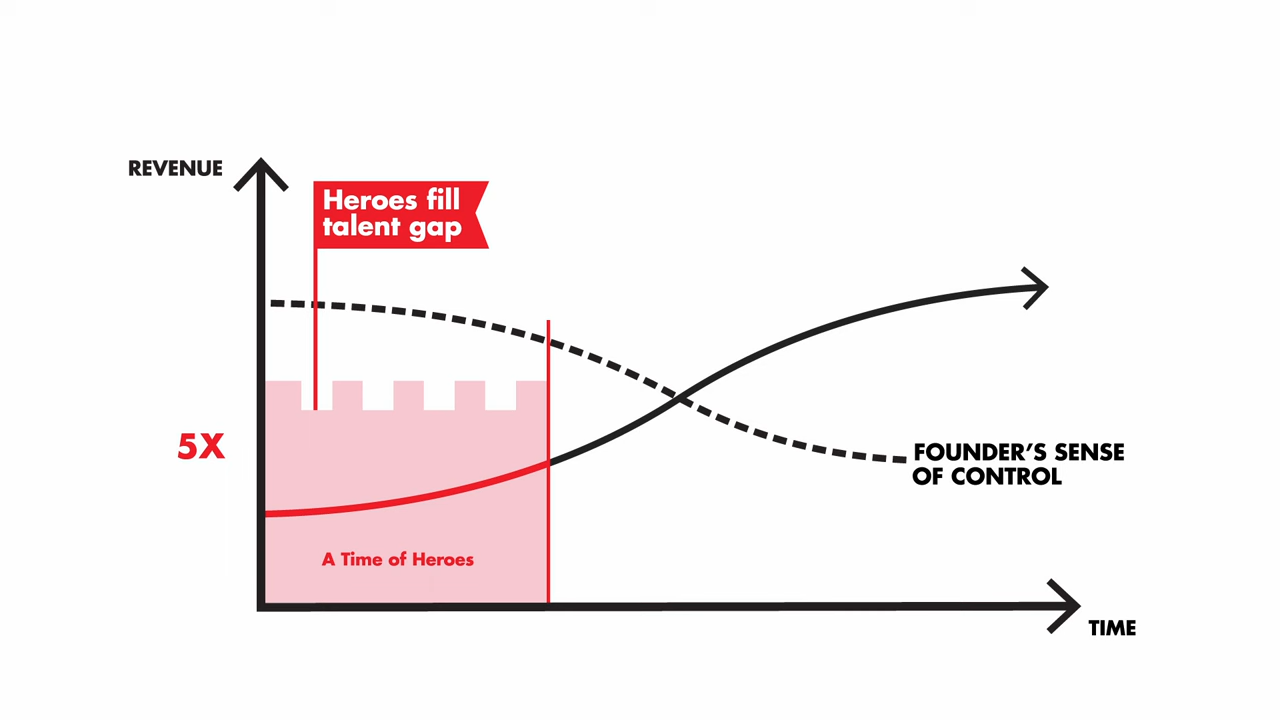 REVENUE
Heroes fill
talent gap
5X
FOUNDER’S SENSE
OF CONTROL
A Time of Heroes
TIME